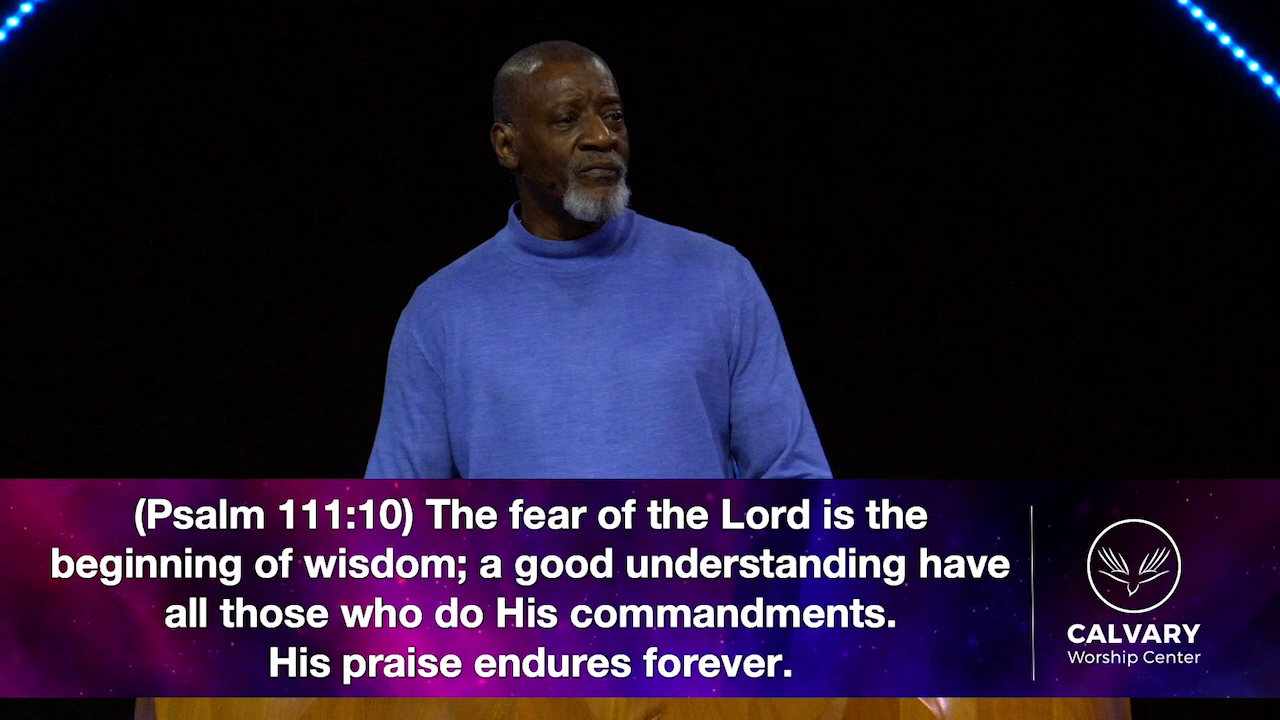 (Psalm 111:10) The fear of the Lord is the
beginning of wisdom; a good understanding have
all those who do His commandments.
His praise endures forever.
CALVARY
Worship Center